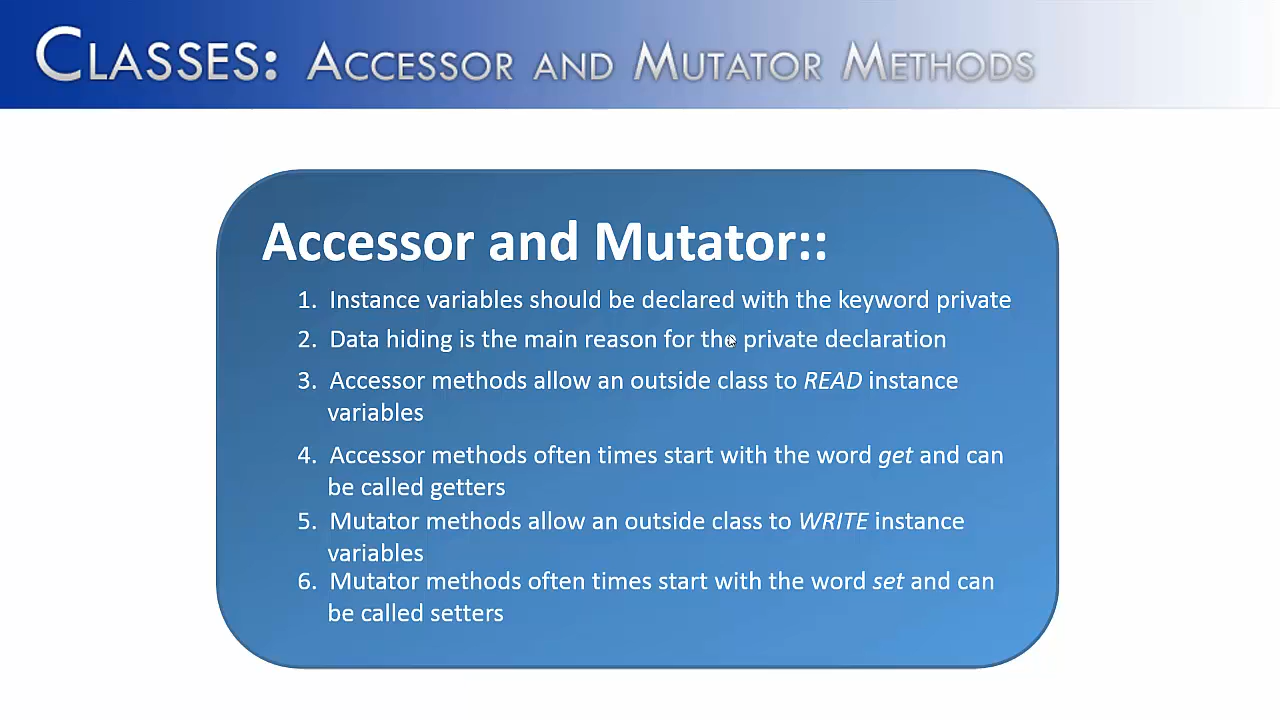 CLASSES: ACCESSOR AND MUTATOR METHODS
Accessor and Mutator::
1. Instance variables should be declared with the keyword private
2. Data hiding is the main reason for the private declaration
3. Accessor methods allow an outside class to READ instance
variables
4. Accessor methods often times start with the word get and can
be called getters
5. Mutator methods allow an outside class to WRITE instance
variables
6. Mutator methods often times start with the word set and can
be called setters